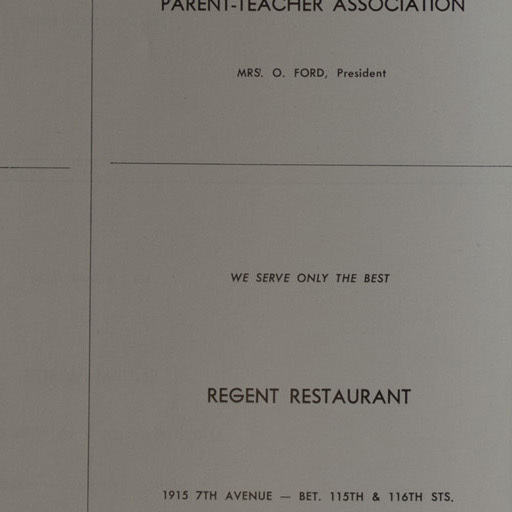 PARENT-TEACHER ASSOCIATION
MRS. O. FORD, President
WE SERVE ONLY THE BEST
REGENT RESTAURANT
1915 7TH AVENUE — BET. 115TH & 116TH STS.